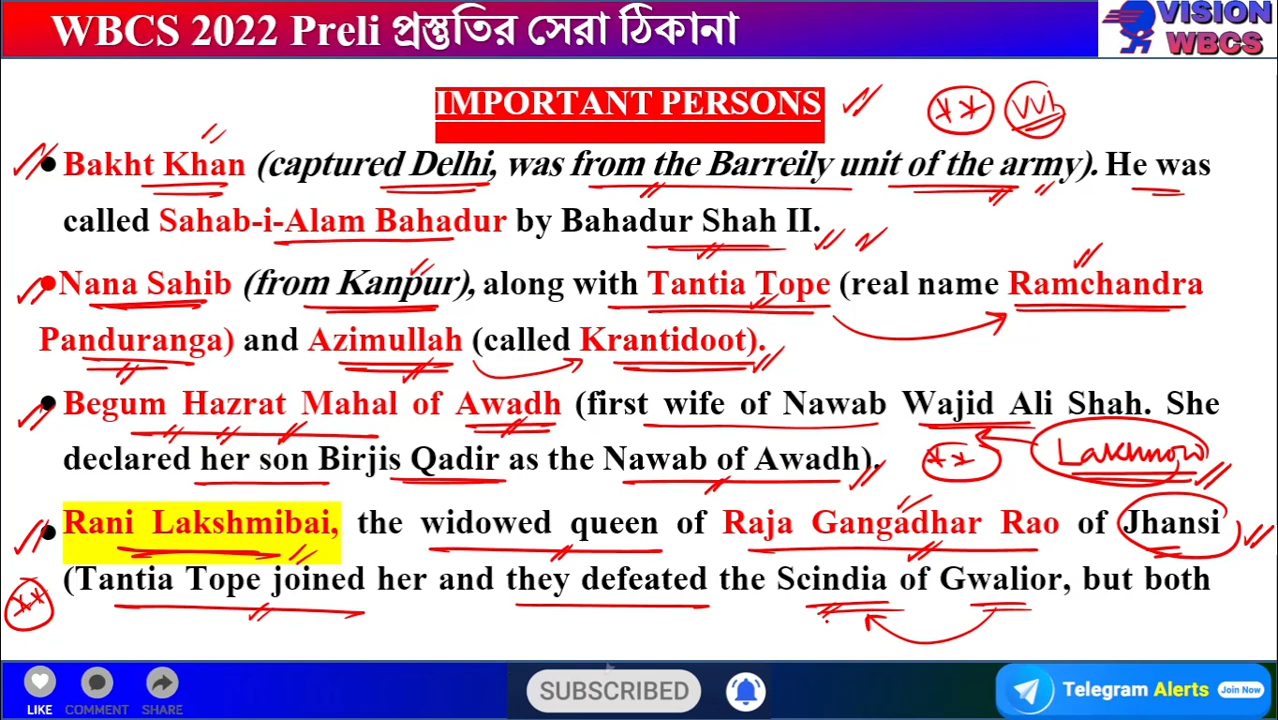 WBCS 2022 Preli প্রস্তুতির সেরা ঠিকানা
VISION
WBCS
IMPORTANT PERSONS
• Bakht Khan (captured Delhi, was from the Barreily unit of the army). He was
called Sahab-i-Alam Bahadur by Bahadur Shah II.
• Nana Sahib (from Kanpur), along with Tantia Tope (real name Ramchandra
Panduranga) and Azimullah (called Krantidoot).
• Begum Hazrat Mahal of Awadh (first wife of Nawab Wajid Ali Shah. She
declared her son Birjis Qadir as the Nawab of Awadh).
Lakhnow
• Rani Lakshmibai, the widowed queen of Raja Gangadhar Rao of Jhansi
(Tantia Tope joined her and they defeated the Scindia of Gwalior, but both
LIKE COMMENT SHARE
SUBSCRIBED
Telegram Alerts Join Now